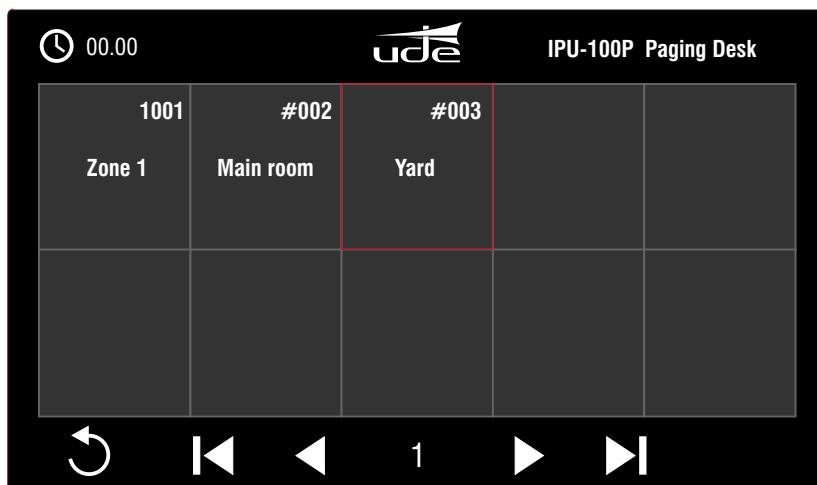 00.00
ude
IPU-100P Paging Desk
1001
#002
#003
Zone 1
Main room
Yard
1